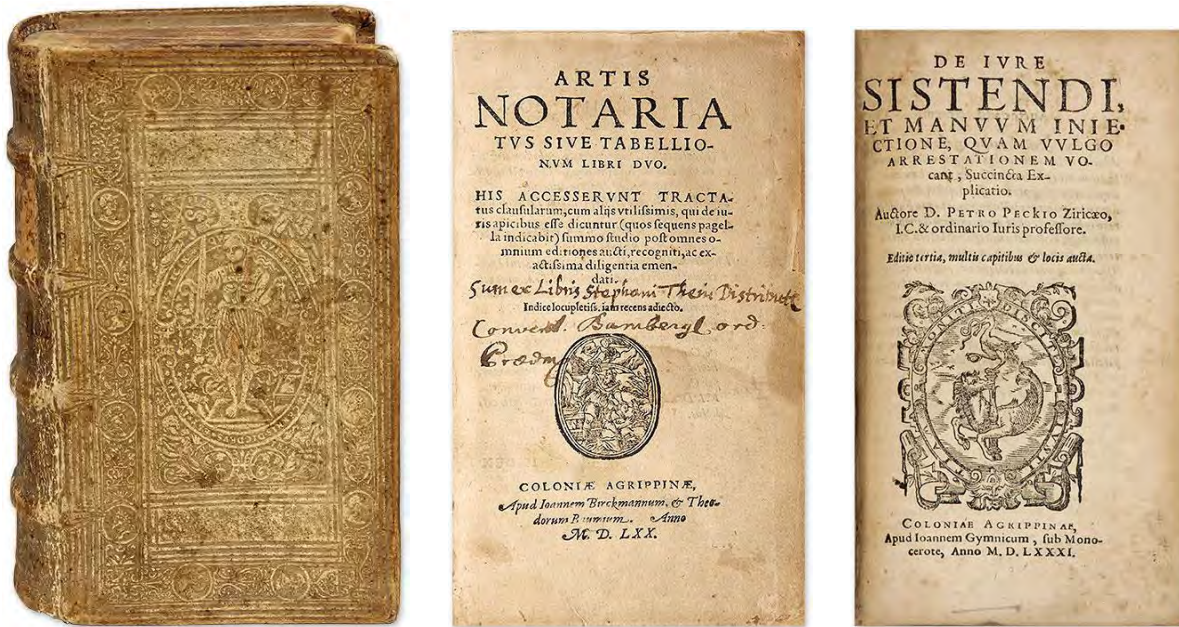 ARTIS
NOTARIA
TVS SIVE TABELLIO-
NVM LIBRI DVO.
HIS ACCESSERVNT TRACTA-
tus clausularum, cum alijs vtilissimis, qui de iu-
ris apicibus esse dicuntur (quos sequens pagel-
la indicabit) summo studio post omnes o-
mnium editiones aucti, recogniti, ac ex-
actissima diligentia emen-
dati.
Sum ex Libris Stephani
Indice locupletiss. iam recens adiecto.
Convent. Bamberg. ord.
Prædm
COLONIÆ AGRIPPINÆ,
Apud Ioannem Birckmannum. & Theo-
dorum Baumium. Anno
M. D. LXX.
DE IVRE
SISTENDI,
ET MANVVM INIE-
CTIONE, QVAM VVLGO
ARRESTATIONEM VO-
cant, Succincta Ex-
plicatio.
Auctore D. PETRO PECKIO Ziricæo,
I.C. & ordinario Iuris professore.
Editio tertia, multis capitibus & locis aucta.
COLONIAE AGRIPPINAE,
Apud Ioannem Gymnicum, sub Mono-
cerote, Anno M. D. LXXXI.